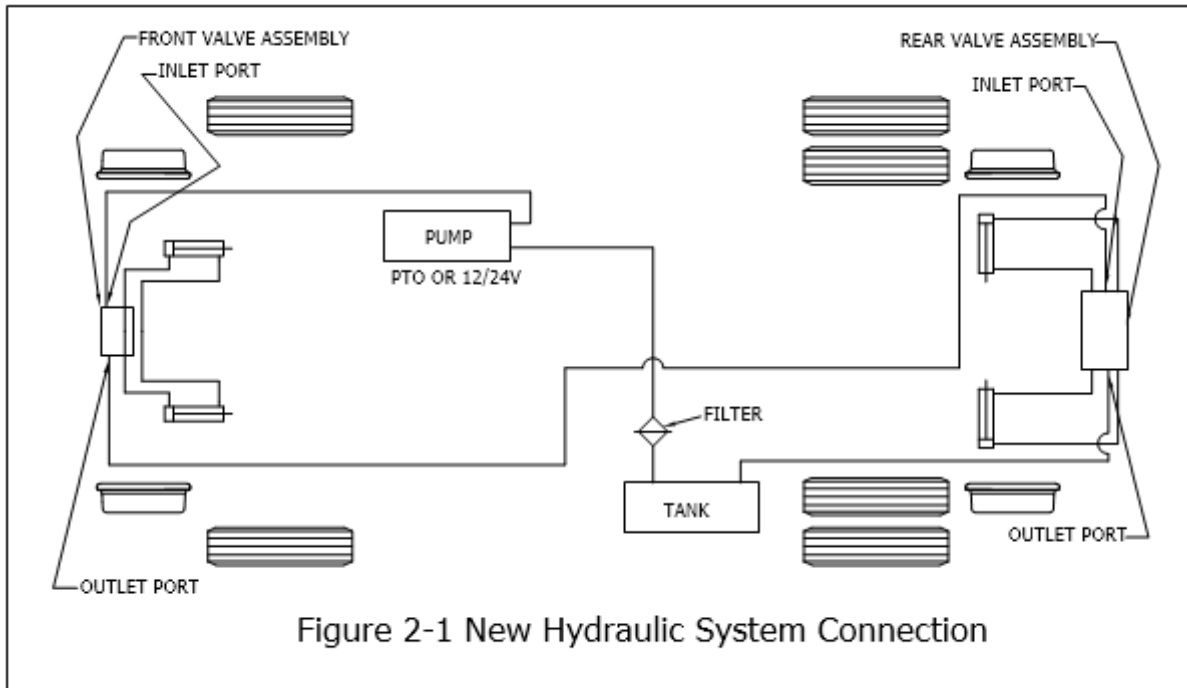 FRONT VALVE ASSEMBLY
INLET PORT
REAR VALVE ASSEMBLY
INLET PORT
PUMP
PTO OR 12/24V
FILTER
TANK
OUTLET PORT
OUTLET PORT
Figure 2-1 New Hydraulic System Connection